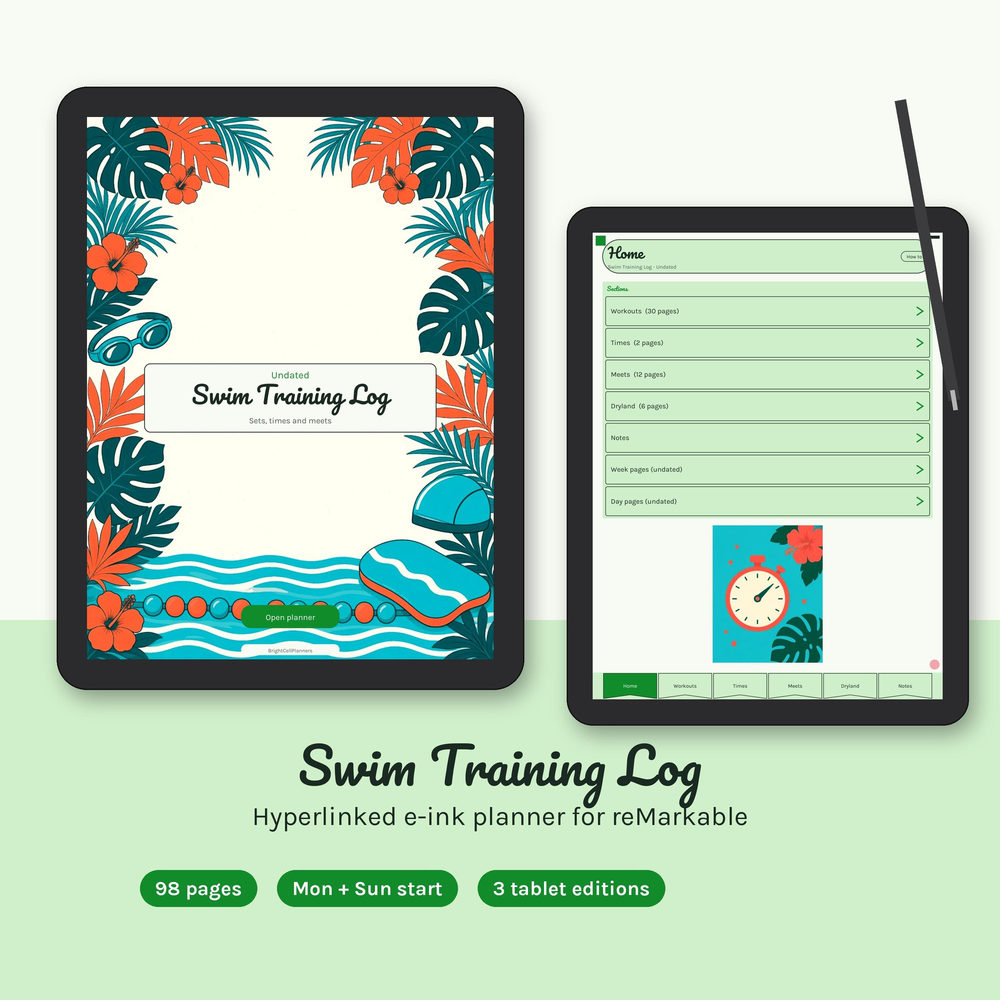 Undated
Swim Training Log
Sets, times and meets
Open planner
BrightCellPlanners
Home
Swim Training Log - Undated
How to
Sections
Workouts (30 pages)
Times (2 pages)
Meets (12 pages)
Dryland (6 pages)
Notes
Week pages (undated)
Day pages (undated)
Home Workouts Times Meets Dryland Notes
Swim Training Log
Hyperlinked e-ink planner for reMarkable
98 pages Mon + Sun start 3 tablet editions